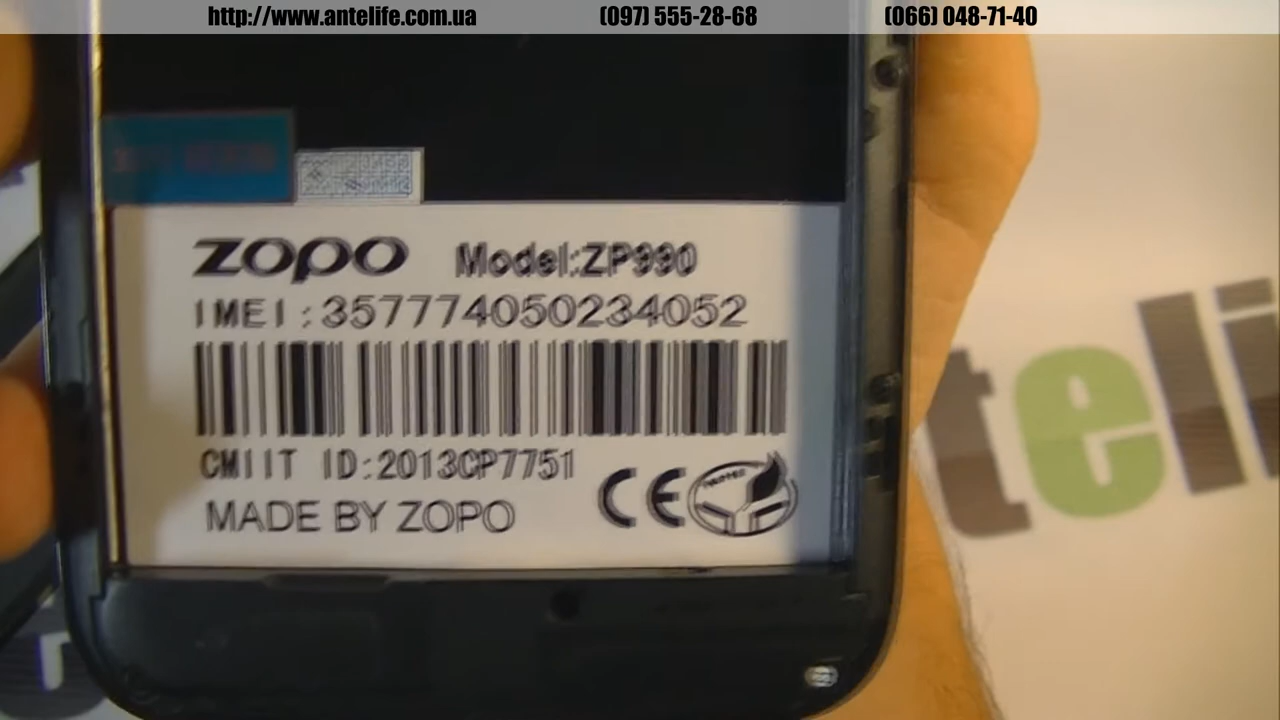 http://www.antelife.com.ua (097) 555-28-68 (066) 048-71-40
ZOPO Model:ZP990
IMEI:357774050234052
CMIIT ID:2013CP7751
MADE BY ZOPO CE
teli